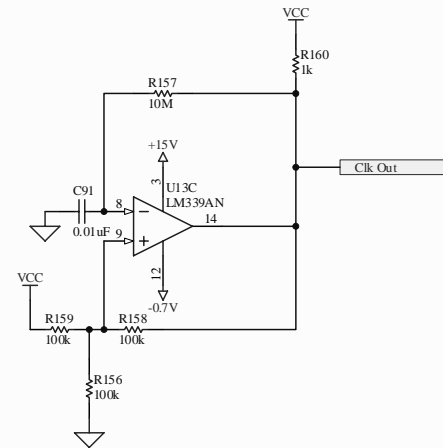 VCC
R160
1k
R157
10M
+15V
Clk Out
3
U13C
LM339AN
C91
8
14
0.01uF
9
12
VCC
-0.7V
R159
R158
100k
100k
R156
100k